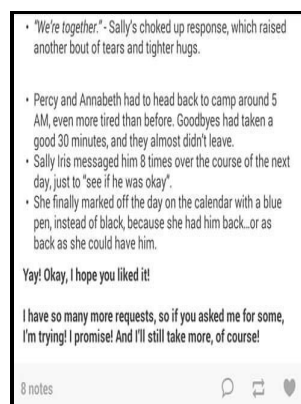 • "We're together." - Sally's choked up response, which raised
another bout of tears and tighter hugs.
• Percy and Annabeth had to head back to camp around 5
AM, even more tired than before. Goodbyes had taken a
good 30 minutes, and they almost didn't leave.
• Sally Iris messaged him 8 times over the course of the next
day, just to "see if he was okay".
• She finally marked off the day on the calendar with a blue
pen, instead of black, because she had him back...or as
back as she could have him.
Yay! Okay, I hope you liked it!
I have so many more requests, so if you asked me for some,
I'm trying! I promise! And I'll still take more, of course!
8 notes